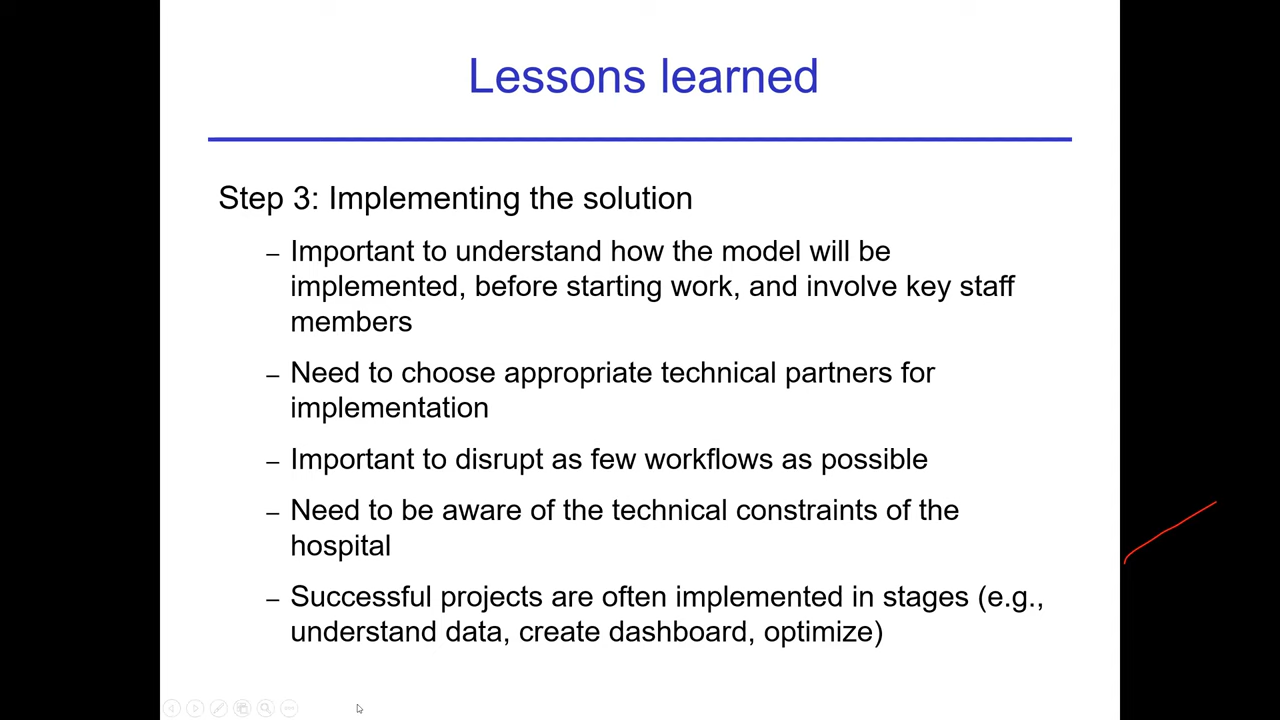 Lessons learned
Step 3: Implementing the solution
– Important to understand how the model will be
implemented, before starting work, and involve key staff
members
– Need to choose appropriate technical partners for
implementation
– Important to disrupt as few workflows as possible
– Need to be aware of the technical constraints of the
hospital
– Successful projects are often implemented in stages (e.g.,
understand data, create dashboard, optimize)